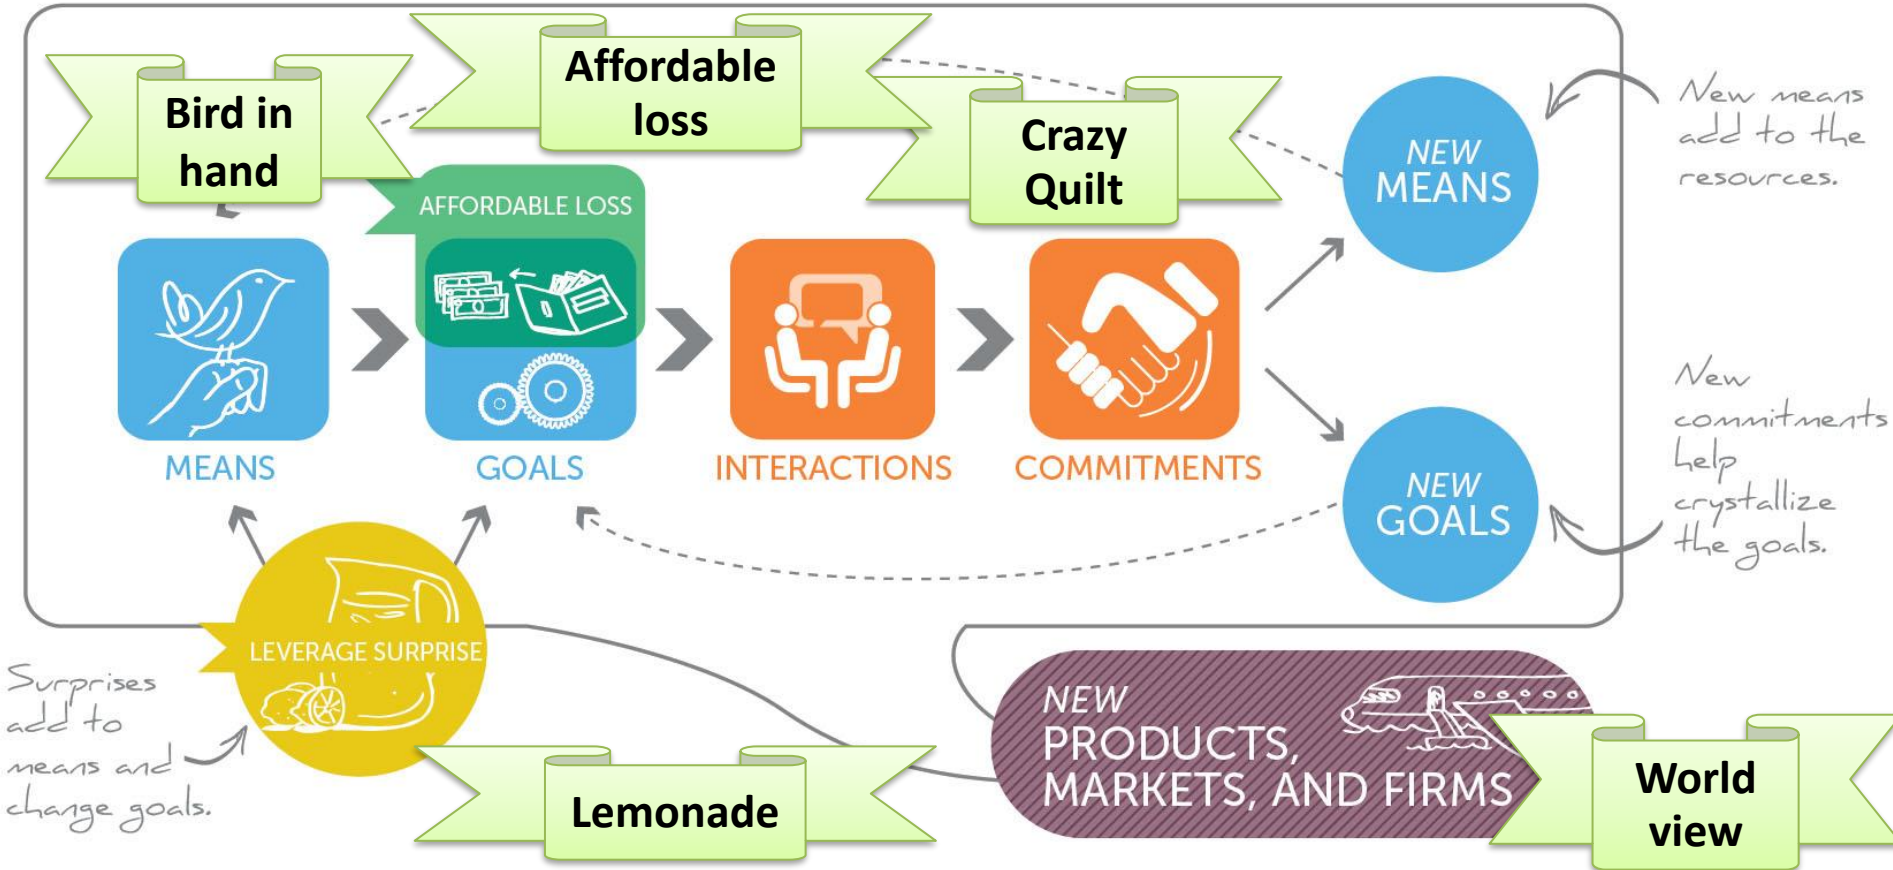 Bird in
hand
Affordable
loss
Crazy
Quilt
NEW
MEANS
New means
add to the
resources.
AFFORDABLE LOSS
MEANS
GOALS
INTERACTIONS
COMMITMENTS
NEW
GOALS
New
commitments
help
crystallize
the goals.
LEVERAGE SURPRISE
Surprises
add to
means and
change goals.
Lemonade
NEW
PRODUCTS,
MARKETS, AND FIRMS
World
view